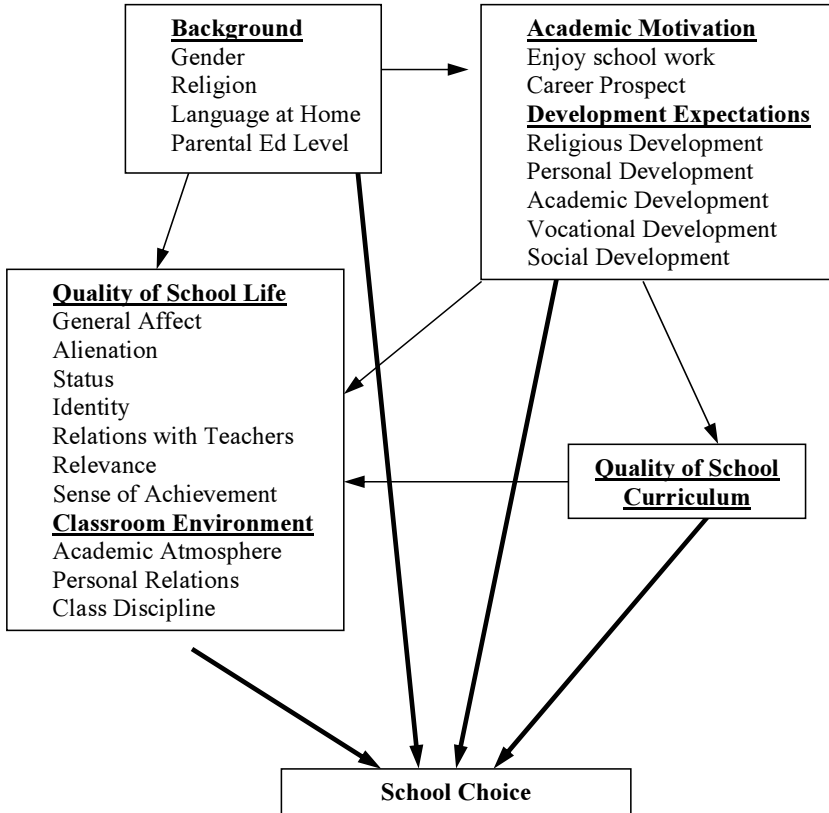 Background
Gender
Religion
Language at Home
Parental Ed Level
Academic Motivation
Enjoy school work
Career Prospect
Development Expectations
Religious Development
Personal Development
Academic Development
Vocational Development
Social Development
Quality of School Life
General Affect
Alienation
Status
Identity
Relations with Teachers
Relevance
Sense of Achievement
Classroom Environment
Academic Atmosphere
Personal Relations
Class Discipline
Quality of School
Curriculum
School Choice